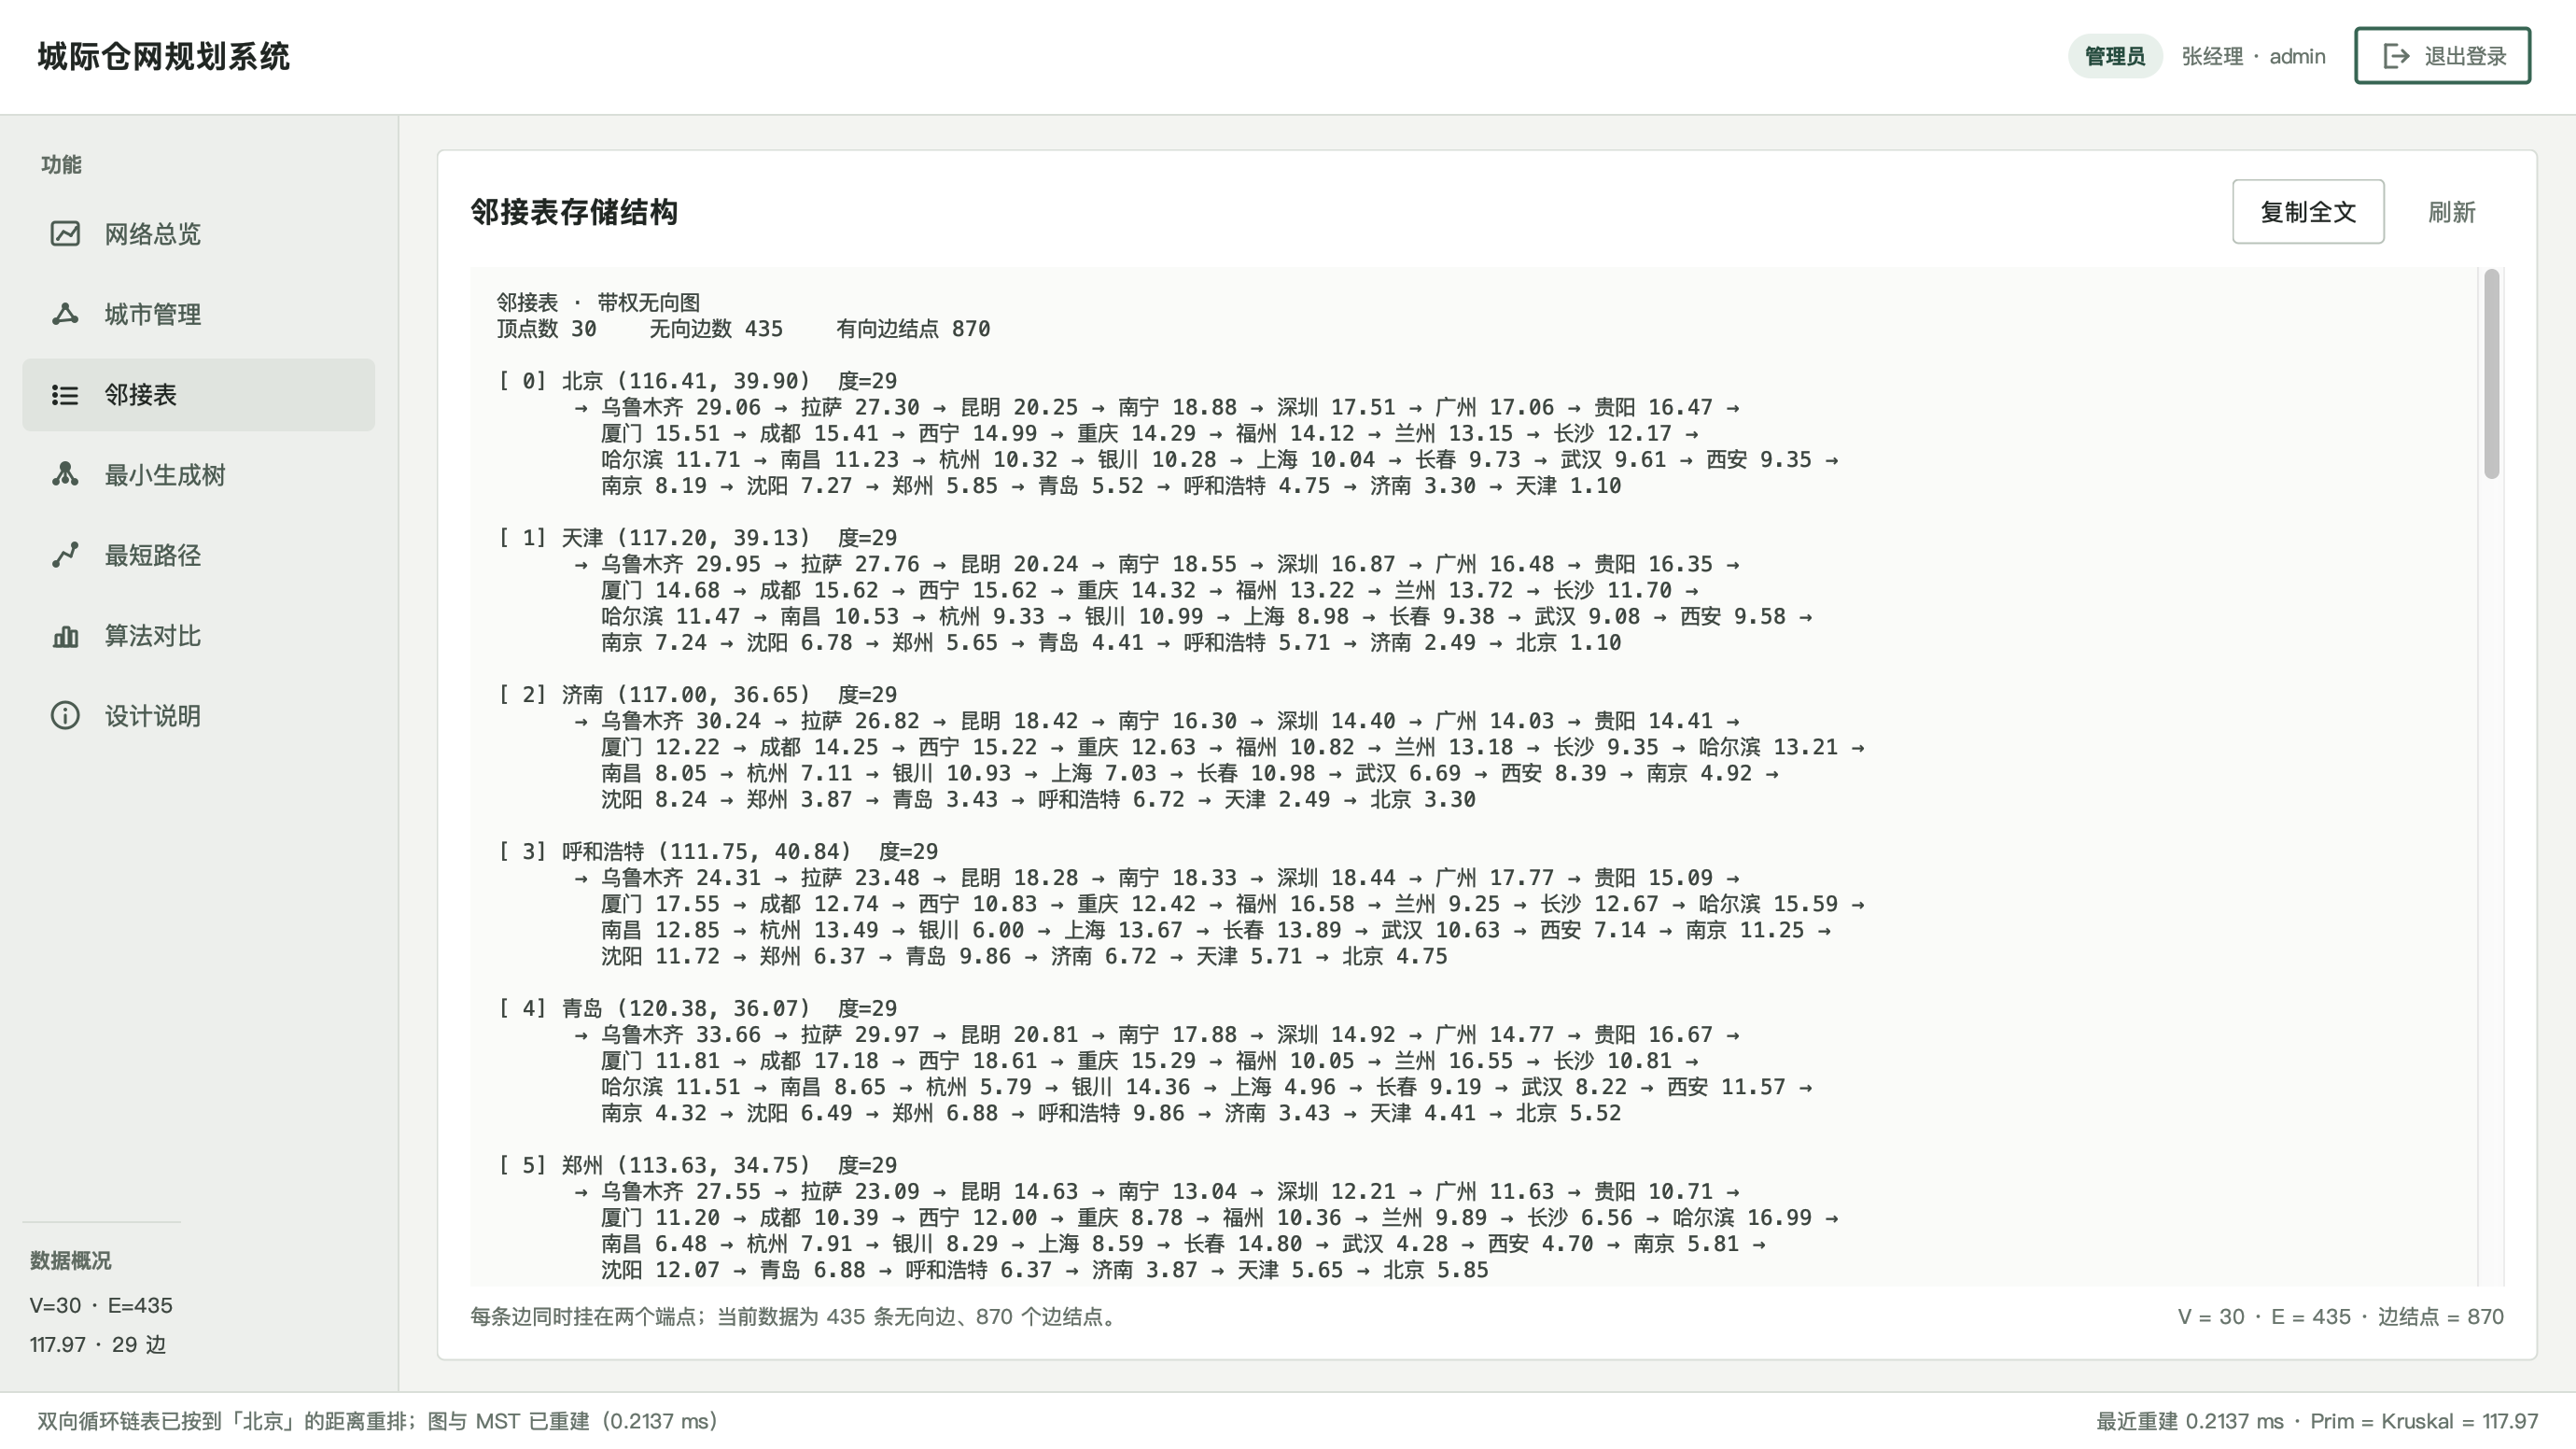 城际仓网规划系统
管理员
张经理 · admin
退出登录
功能
网络总览
城市管理
邻接表
最小生成树
最短路径
算法对比
设计说明
数据概况
V=30 · E=435
117.97 · 29 边
邻接表存储结构
复制全文
刷新
邻接表 · 带权无向图
顶点数 30    无向边数 435    有向边结点 870
[ 0] 北京 (116.41, 39.90)  度=29
→ 乌鲁木齐 29.06 → 拉萨 27.30 → 昆明 20.25 → 南宁 18.88 → 深圳 17.51 → 广州 17.06 → 贵阳 16.47 →
厦门 15.51 → 成都 15.41 → 西宁 14.99 → 重庆 14.29 → 福州 14.12 → 兰州 13.15 → 长沙 12.17 →
哈尔滨 11.71 → 南昌 11.23 → 杭州 10.32 → 银川 10.28 → 上海 10.04 → 长春 9.73 → 武汉 9.61 → 西安 9.35 →
南京 8.19 → 沈阳 7.27 → 郑州 5.85 → 青岛 5.52 → 呼和浩特 4.75 → 济南 3.30 → 天津 1.10
[ 1] 天津 (117.20, 39.13)  度=29
→ 乌鲁木齐 29.95 → 拉萨 27.76 → 昆明 20.24 → 南宁 18.55 → 深圳 16.87 → 广州 16.48 → 贵阳 16.35 →
厦门 14.68 → 成都 15.62 → 西宁 15.62 → 重庆 14.32 → 福州 13.22 → 兰州 13.72 → 长沙 11.70 →
哈尔滨 11.47 → 南昌 10.53 → 杭州 9.33 → 银川 10.99 → 上海 8.98 → 长春 9.38 → 武汉 9.08 → 西安 9.58 →
南京 7.24 → 沈阳 6.78 → 郑州 5.65 → 青岛 4.41 → 呼和浩特 5.71 → 济南 2.49 → 北京 1.10
[ 2] 济南 (117.00, 36.65)  度=29
→ 乌鲁木齐 30.24 → 拉萨 26.82 → 昆明 18.42 → 南宁 16.30 → 深圳 14.40 → 广州 14.03 → 贵阳 14.41 →
厦门 12.22 → 成都 14.25 → 西宁 15.22 → 重庆 12.63 → 福州 10.82 → 兰州 13.18 → 长沙 9.35 → 哈尔滨 13.21 →
南昌 8.05 → 杭州 7.11 → 银川 10.93 → 上海 7.03 → 长春 10.98 → 武汉 6.69 → 西安 8.39 → 南京 4.92 →
沈阳 8.24 → 郑州 3.87 → 青岛 3.43 → 呼和浩特 6.72 → 天津 2.49 → 北京 3.30
[ 3] 呼和浩特 (111.75, 40.84)  度=29
→ 乌鲁木齐 24.31 → 拉萨 23.48 → 昆明 18.28 → 南宁 18.33 → 深圳 18.44 → 广州 17.77 → 贵阳 15.09 →
厦门 17.55 → 成都 12.74 → 西宁 10.83 → 重庆 12.42 → 福州 16.58 → 兰州 9.25 → 长沙 12.67 → 哈尔滨 15.59 →
南昌 12.85 → 杭州 13.49 → 银川 6.00 → 上海 13.67 → 长春 13.89 → 武汉 10.63 → 西安 7.14 → 南京 11.25 →
沈阳 11.72 → 郑州 6.37 → 青岛 9.86 → 济南 6.72 → 天津 5.71 → 北京 4.75
[ 4] 青岛 (120.38, 36.07)  度=29
→ 乌鲁木齐 33.66 → 拉萨 29.97 → 昆明 20.81 → 南宁 17.88 → 深圳 14.92 → 广州 14.77 → 贵阳 16.67 →
厦门 11.81 → 成都 17.18 → 西宁 18.61 → 重庆 15.29 → 福州 10.05 → 兰州 16.55 → 长沙 10.81 →
哈尔滨 11.51 → 南昌 8.65 → 杭州 5.79 → 银川 14.36 → 上海 4.96 → 长春 9.19 → 武汉 8.22 → 西安 11.57 →
南京 4.32 → 沈阳 6.49 → 郑州 6.88 → 呼和浩特 9.86 → 济南 3.43 → 天津 4.41 → 北京 5.52
[ 5] 郑州 (113.63, 34.75)  度=29
→ 乌鲁木齐 27.55 → 拉萨 23.09 → 昆明 14.63 → 南宁 13.04 → 深圳 12.21 → 广州 11.63 → 贵阳 10.71 →
厦门 11.20 → 成都 10.39 → 西宁 12.00 → 重庆 8.78 → 福州 10.36 → 兰州 9.89 → 长沙 6.56 → 哈尔滨 16.99 →
南昌 6.48 → 杭州 7.91 → 银川 8.29 → 上海 8.59 → 长春 14.80 → 武汉 4.28 → 西安 4.70 → 南京 5.81 →
沈阳 12.07 → 青岛 6.88 → 呼和浩特 6.37 → 济南 3.87 → 天津 5.65 → 北京 5.85
每条边同时挂在两个端点；当前数据为 435 条无向边、870 个边结点。
V = 30 · E = 435 · 边结点 = 870
双向循环链表已按到「北京」的距离重排；图与 MST 已重建（0.2137 ms）
最近重建 0.2137 ms · Prim = Kruskal = 117.97